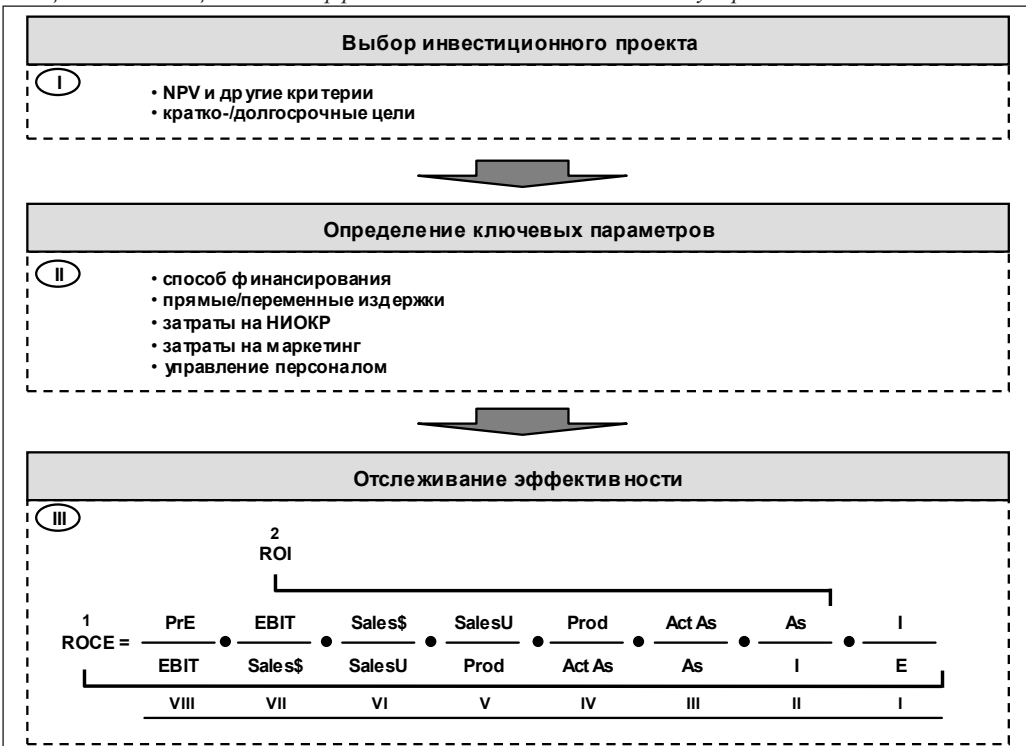 Выбор инвестиционного проекта
I
• NPV и другие критерии
• кратко-/долгосрочные цели
Определение ключевых параметров
II
• способ финансирования
• прямые/переменные издержки
• затраты на НИОКР
• затраты на маркетинг
• управление персоналом
Отслеживание эффективности
III
2
ROI
1
PrE EBIT Sales$ SalesU Prod Act As As I
ROCE = • • • • • • •
EBIT Sales$ SalesU Prod Act As As I E
VIII VII VI V IV III II I